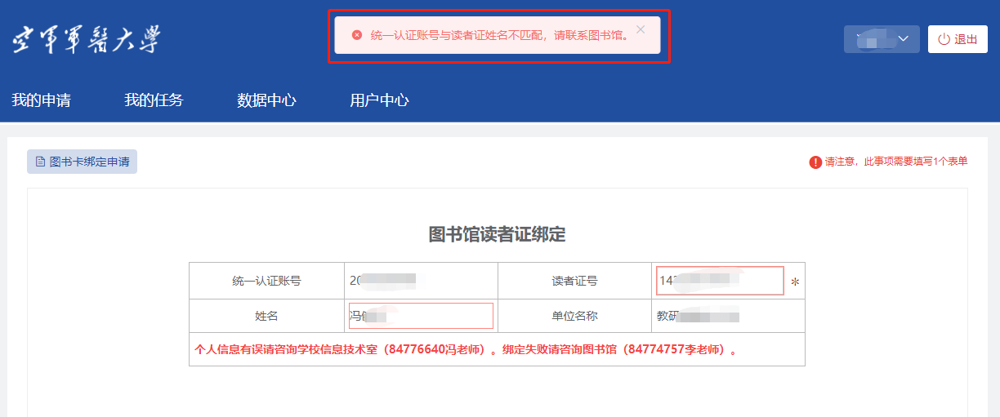 空軍軍醫大學
统一认证账号与读者证姓名不匹配，请联系图书馆。
退出
我的申请 我的任务 数据中心 用户中心
图书卡绑定申请
请注意，此事项需要填写1个表单
图书馆读者证绑定
统一认证账号 20 读者证号 14 *
姓名 冯 单位名称 教研
个人信息有误请咨询学校信息技术室（84776640冯老师）。绑定失败请咨询图书馆（84774757李老师）。